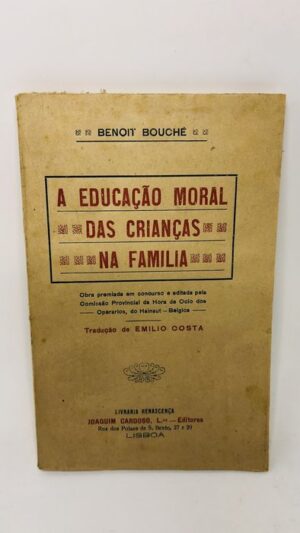 BENOIT BOUCHÉ
A EDUCAÇÃO MORAL
DAS CRIANÇAS
NA FAMILIA
Obra premiada em concurso e editada pela
Comissão Provincial da Hora de Ocio dos
Operarios, do Hainaut — Belgica
Tradução de EMILIO COSTA
LIVRARIA RENASCENÇA
JOAQUIM CARDOSO, L.da — Editores
Rua dos Poiaes de S. Bento, 27 e 29
LISBOA